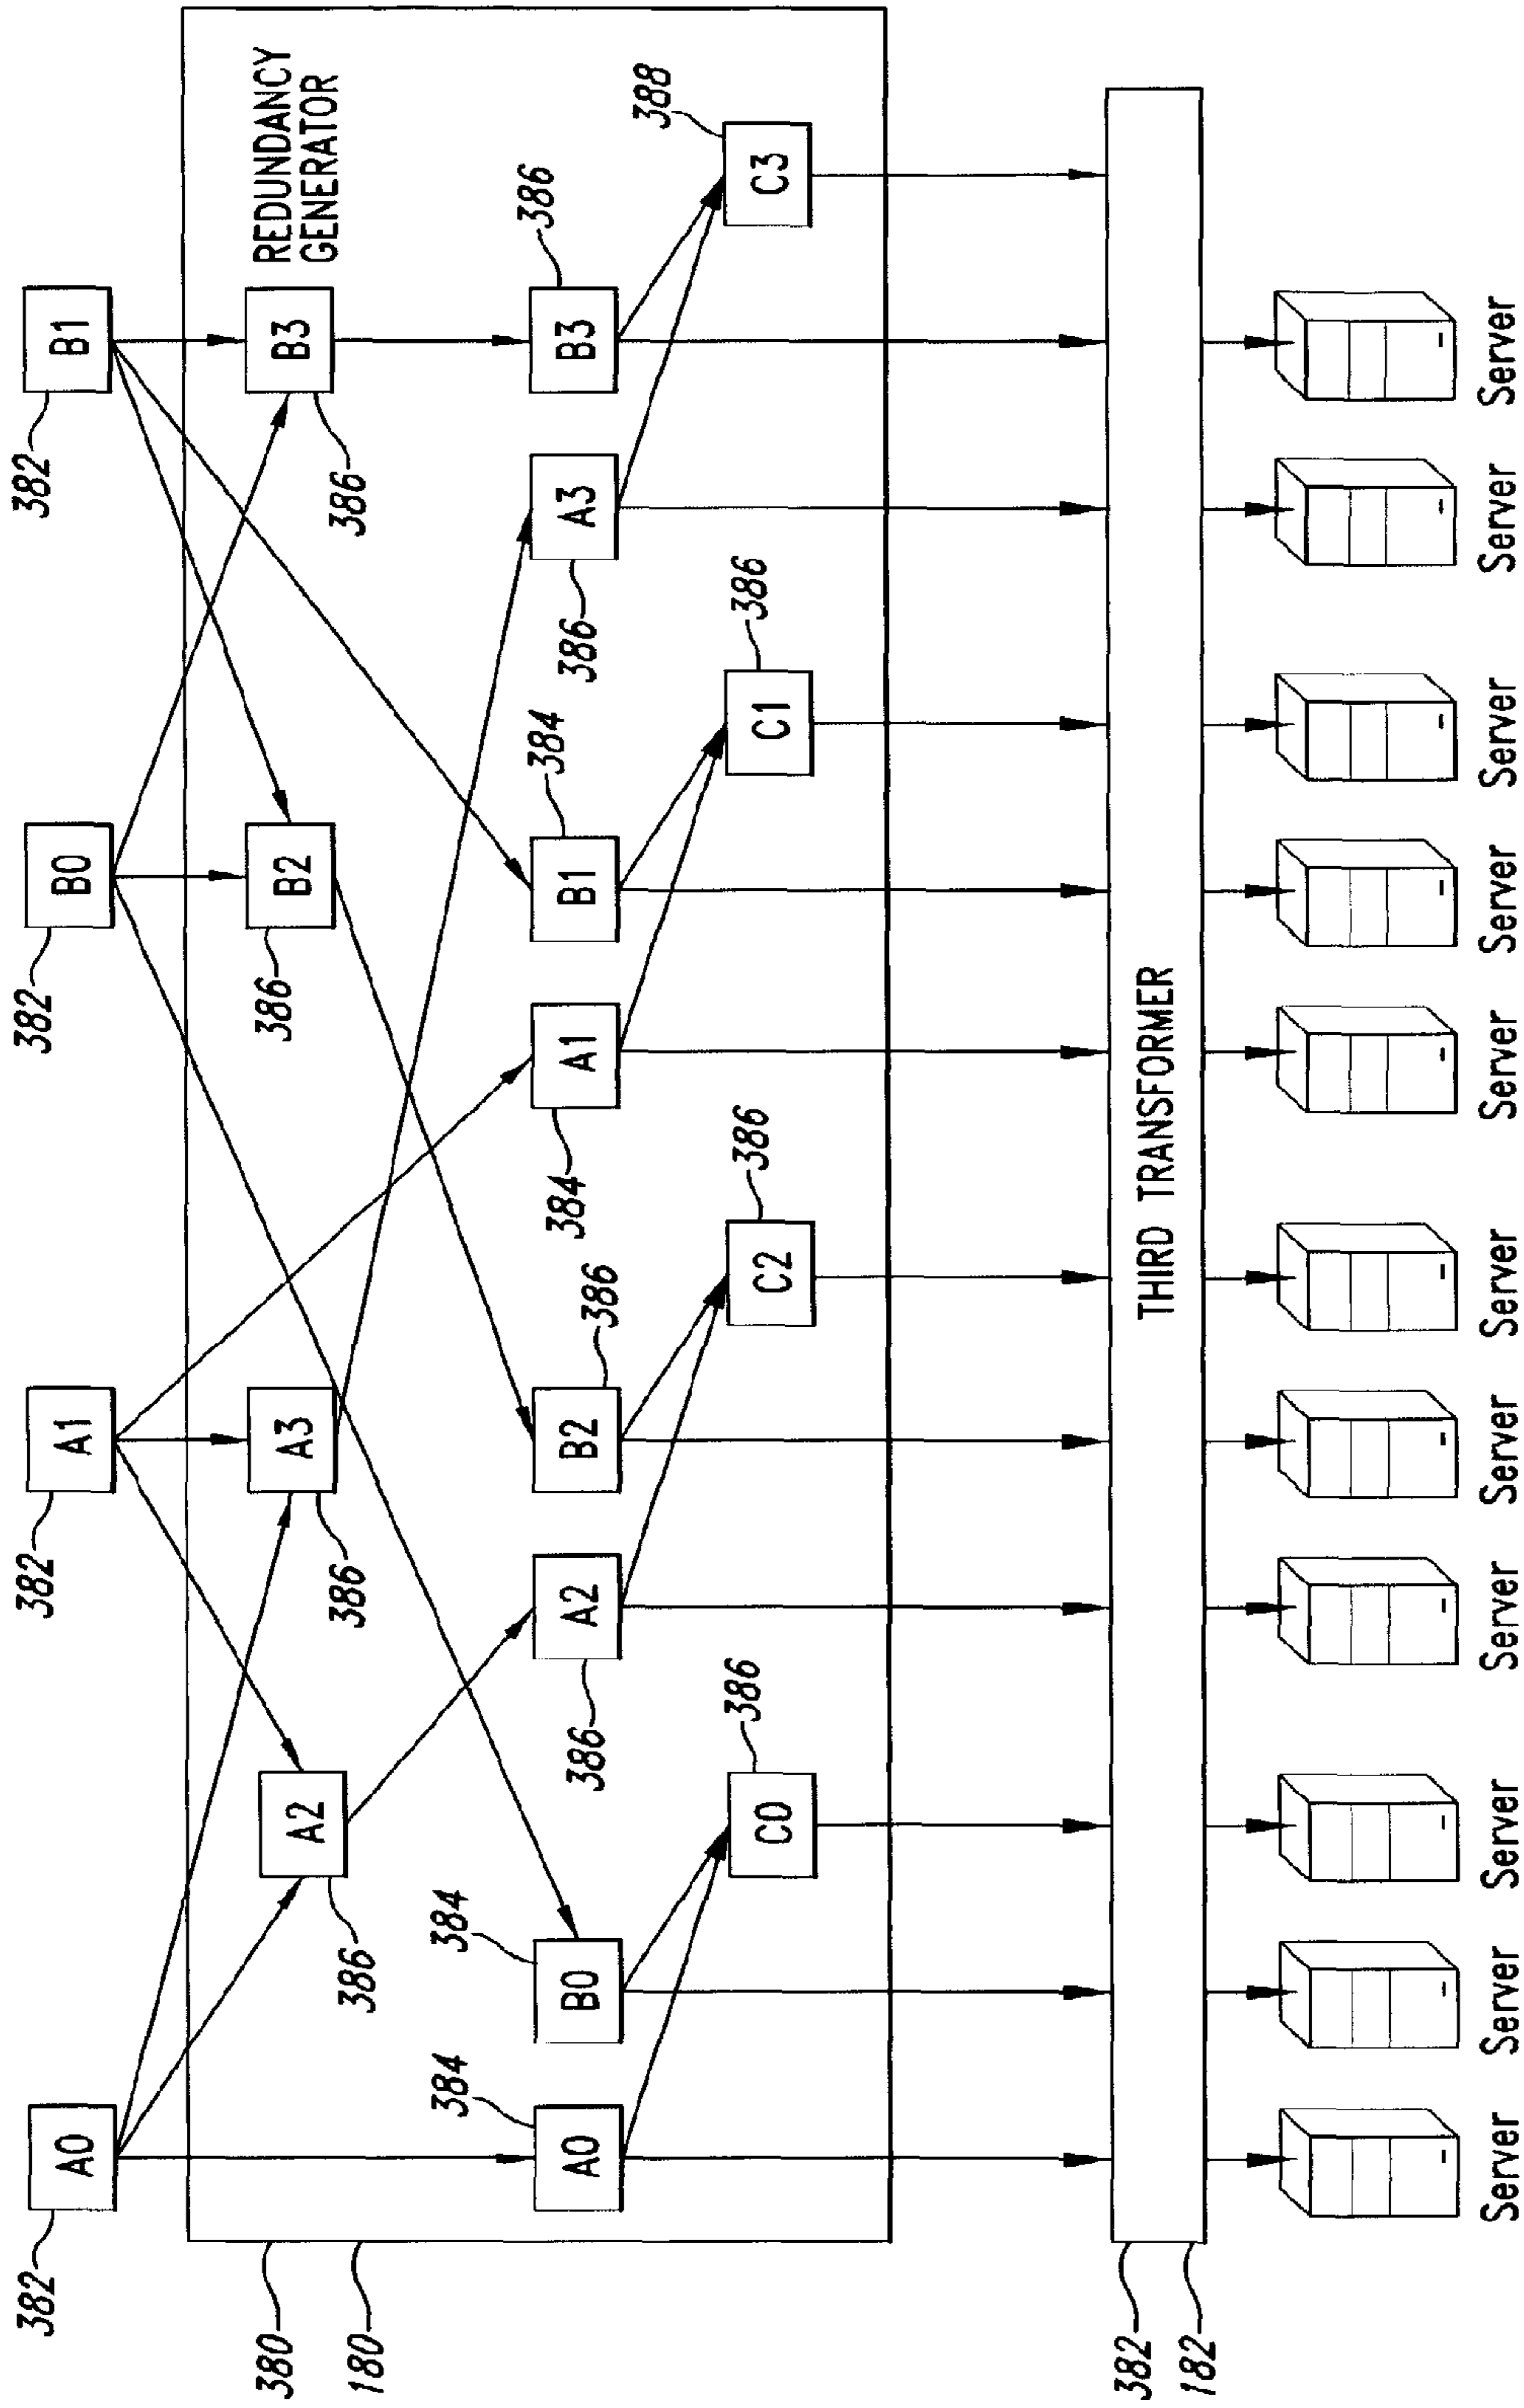 382
A0
382
A1
382
B0
382
B1
REDUNDANCY
GENERATOR
380
180
A2
386
A3
386
B2
386
B3
386
384
A0
384
B0
386
A2
B2
386
384
A1
B1
384
386
A3
B3
386
C0
386
C2
386
C1
386
C3
388
382
182
THIRD TRANSFORMER
Server
Server
Server
Server
Server
Server
Server
Server
Server
Server
Server